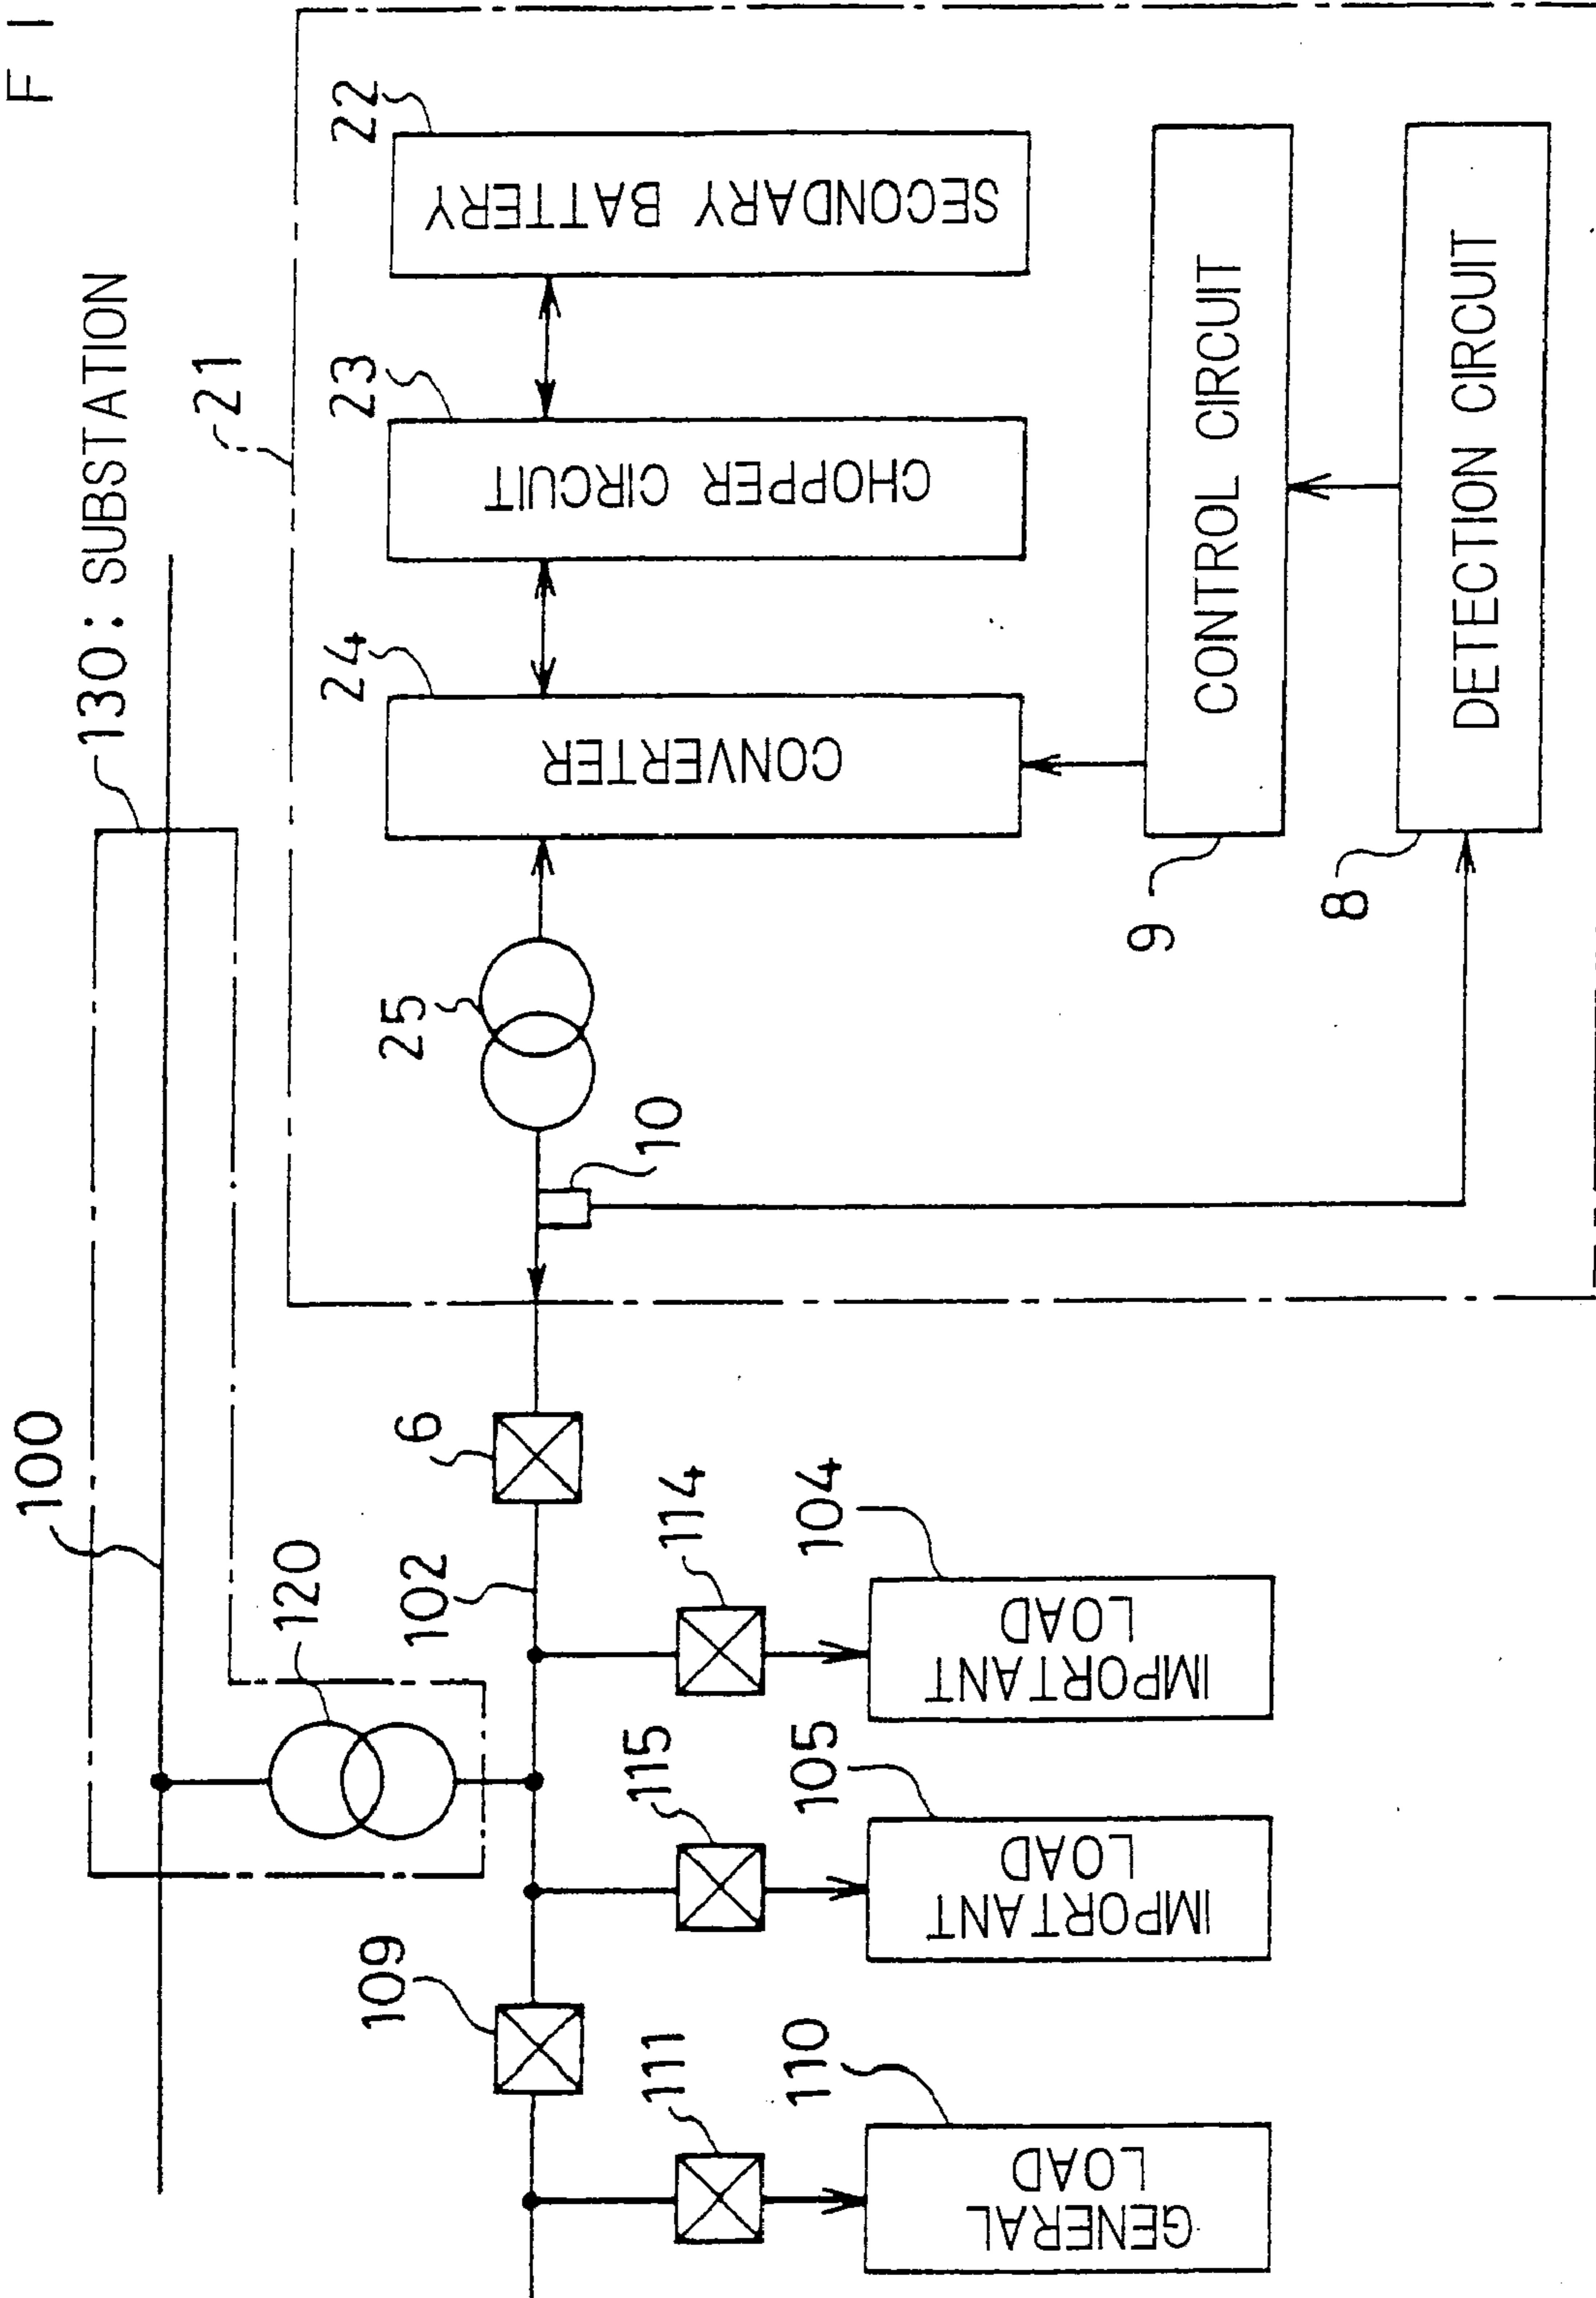 F I
100
130 : SUBSTATION
21
120
102
6
10
25
24
23
22
CONVERTER
CHOPPER CIRCUIT
SECONDARY BATTERY
109
115
114
9
CONTROL CIRCUIT
111
110
105
104
8
DETECTION CIRCUIT
GENERAL
LOAD
IMPORTANT
LOAD
IMPORTANT
LOAD